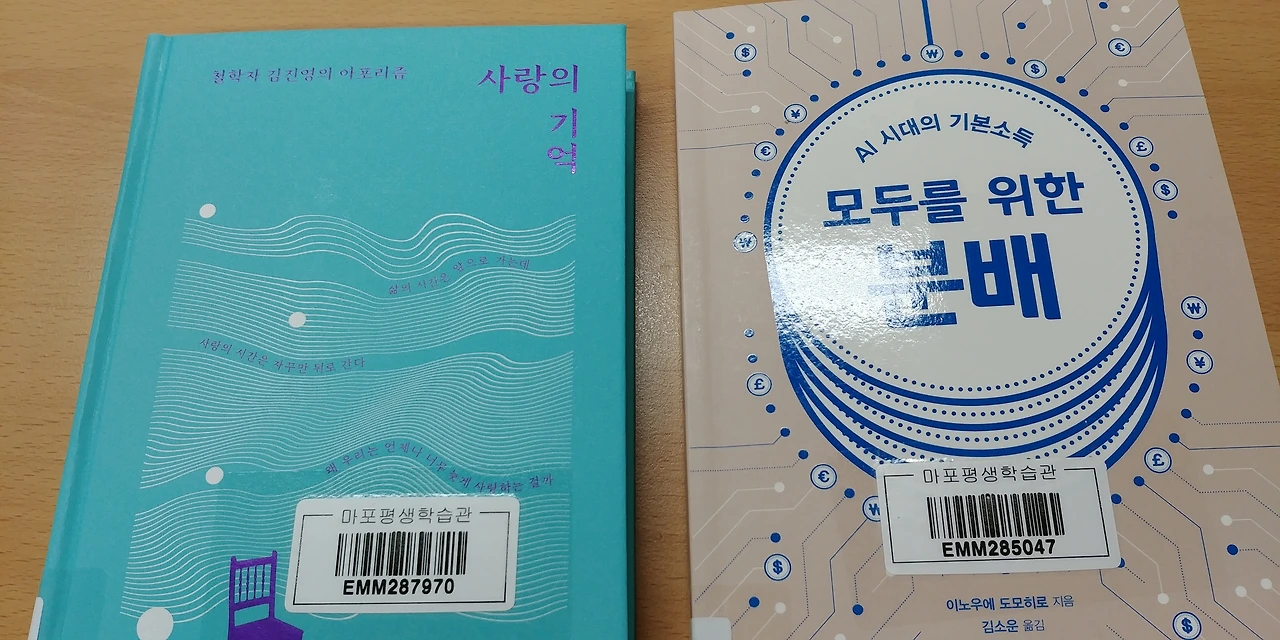 철학자 김진영의 아포리즘
사랑의
기
억
삶의 시간은 앞으로 가는데
사랑의 시간은 자꾸만 뒤로 간다
왜 우리는 언제나 너무 늦게 사랑하는 걸까
마포평생학습관
EMM287970
AI 시대의 기본소득
모두를 위한
분배
마포평생학습관
EMM285047
이노우에 도모히로 지음
김소운 옮김